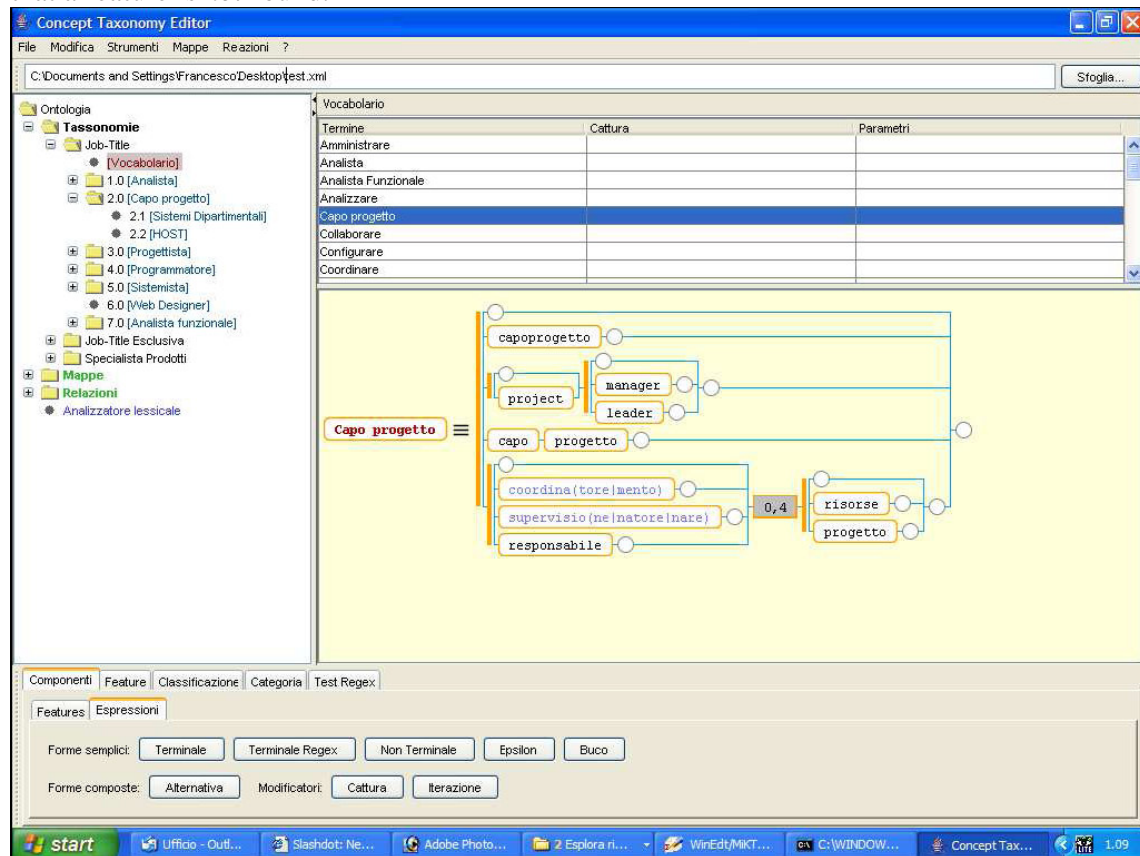 Concept Taxonomy Editor
File Modifica Strumenti Mappe Reazioni ?
C:\Documents and Settings\Francesco\Desktop\test.xml Sfoglia...
Ontologia
Tassonomie
Job-Title
[Vocabolario]
1.0 [Analista]
2.0 [Capo progetto]
2.1 [Sistemi Dipartimentali]
2.2 [HOST]
3.0 [Progettista]
4.0 [Programmatore]
5.0 [Sistemista]
6.0 [Web Designer]
7.0 [Analista funzionale]
Job-Title Esclusiva
Specialista Prodotti
Mappe
Relazioni
Analizzatore lessicale
Vocabolario
Termine Cattura Parametri
Amministrare
Analista
Analista Funzionale
Analizzare
Capo progetto
Collaborare
Configurare
Coordinare
Capo progetto ≡
capoprogetto
project manager
leader
capo progetto
coordina(tore|mento)
supervisio(ne|natore|nare)
responsabile
0,4
risorse
progetto
Componenti Feature Classificazione Categoria Test Regex
Features Espressioni
Forme semplici: Terminale Terminale Regex Non Terminale Epsilon Buco
Forme composte: Alternativa Modificatori: Cattura Iterazione
start Ufficio - Outl... Slashdot: Ne... Adobe Photo... 2 Esplora ri... WinEdt/MiKT... C:\WINDOW... Concept Tax... 1.09